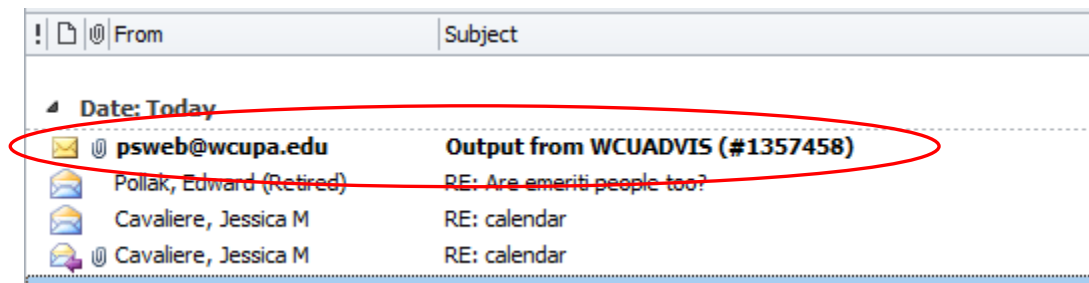 ! From Subject
Date: Today
psweb@wcupa.edu Output from WCUADVIS (#1357458)
Pollak, Edward (Retired) RE: Are emeriti people too?
Cavaliere, Jessica M RE: calendar
Cavaliere, Jessica M RE: calendar